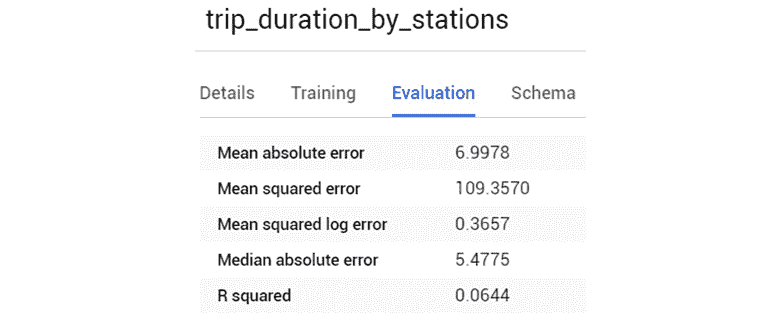 trip_duration_by_stations
Details Training Evaluation Schema
Mean absolute error 6.9978
Mean squared error 109.3570
Mean squared log error 0.3657
Median absolute error 5.4775
R squared 0.0644